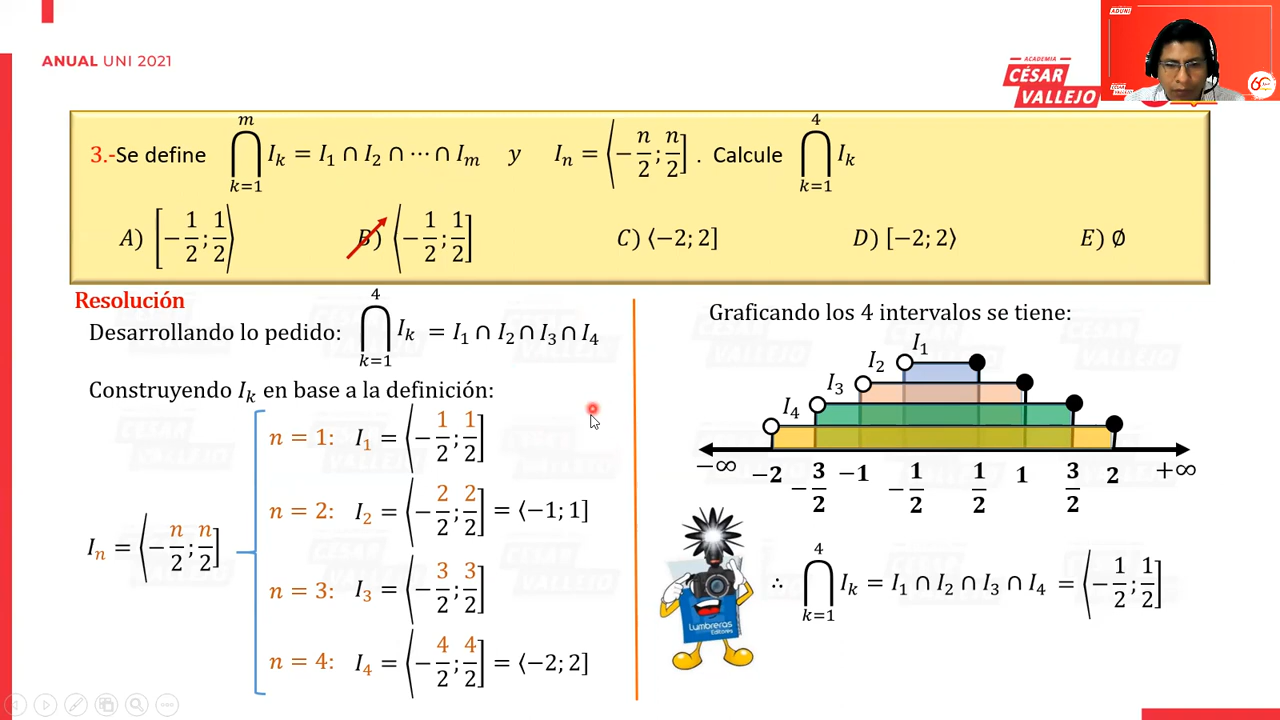 ANUAL UNI 2021
ACADEMIA
CÉSAR
VALLEJO
ADUNI
60
3.-Se define ⋂_{k=1}^{m} I_k = I_1 ∩ I_2 ∩ ⋯ ∩ I_m y I_n = ⟨−n/2; n/2] . Calcule ⋂_{k=1}^{4} I_k
A) [−1/2; 1/2⟩ B) ⟨−1/2; 1/2] C) ⟨−2; 2] D) [−2; 2⟩ E) ∅
Resolución
Desarrollando lo pedido: ⋂_{k=1}^{4} I_k = I_1 ∩ I_2 ∩ I_3 ∩ I_4
Construyendo I_k en base a la definición:
I_n = ⟨−n/2; n/2]
n = 1: I_1 = ⟨−1/2; 1/2]
n = 2: I_2 = ⟨−2/2; 2/2] = ⟨−1; 1]
n = 3: I_3 = ⟨−3/2; 3/2]
n = 4: I_4 = ⟨−4/2; 4/2] = ⟨−2; 2]
Graficando los 4 intervalos se tiene:
I_1
I_2
I_3
I_4
−∞ −2 −3/2 −1 −1/2 1/2 1 3/2 2 +∞
Lumbreras
Editores
∴ ⋂_{k=1}^{4} I_k = I_1 ∩ I_2 ∩ I_3 ∩ I_4 = ⟨−1/2; 1/2]